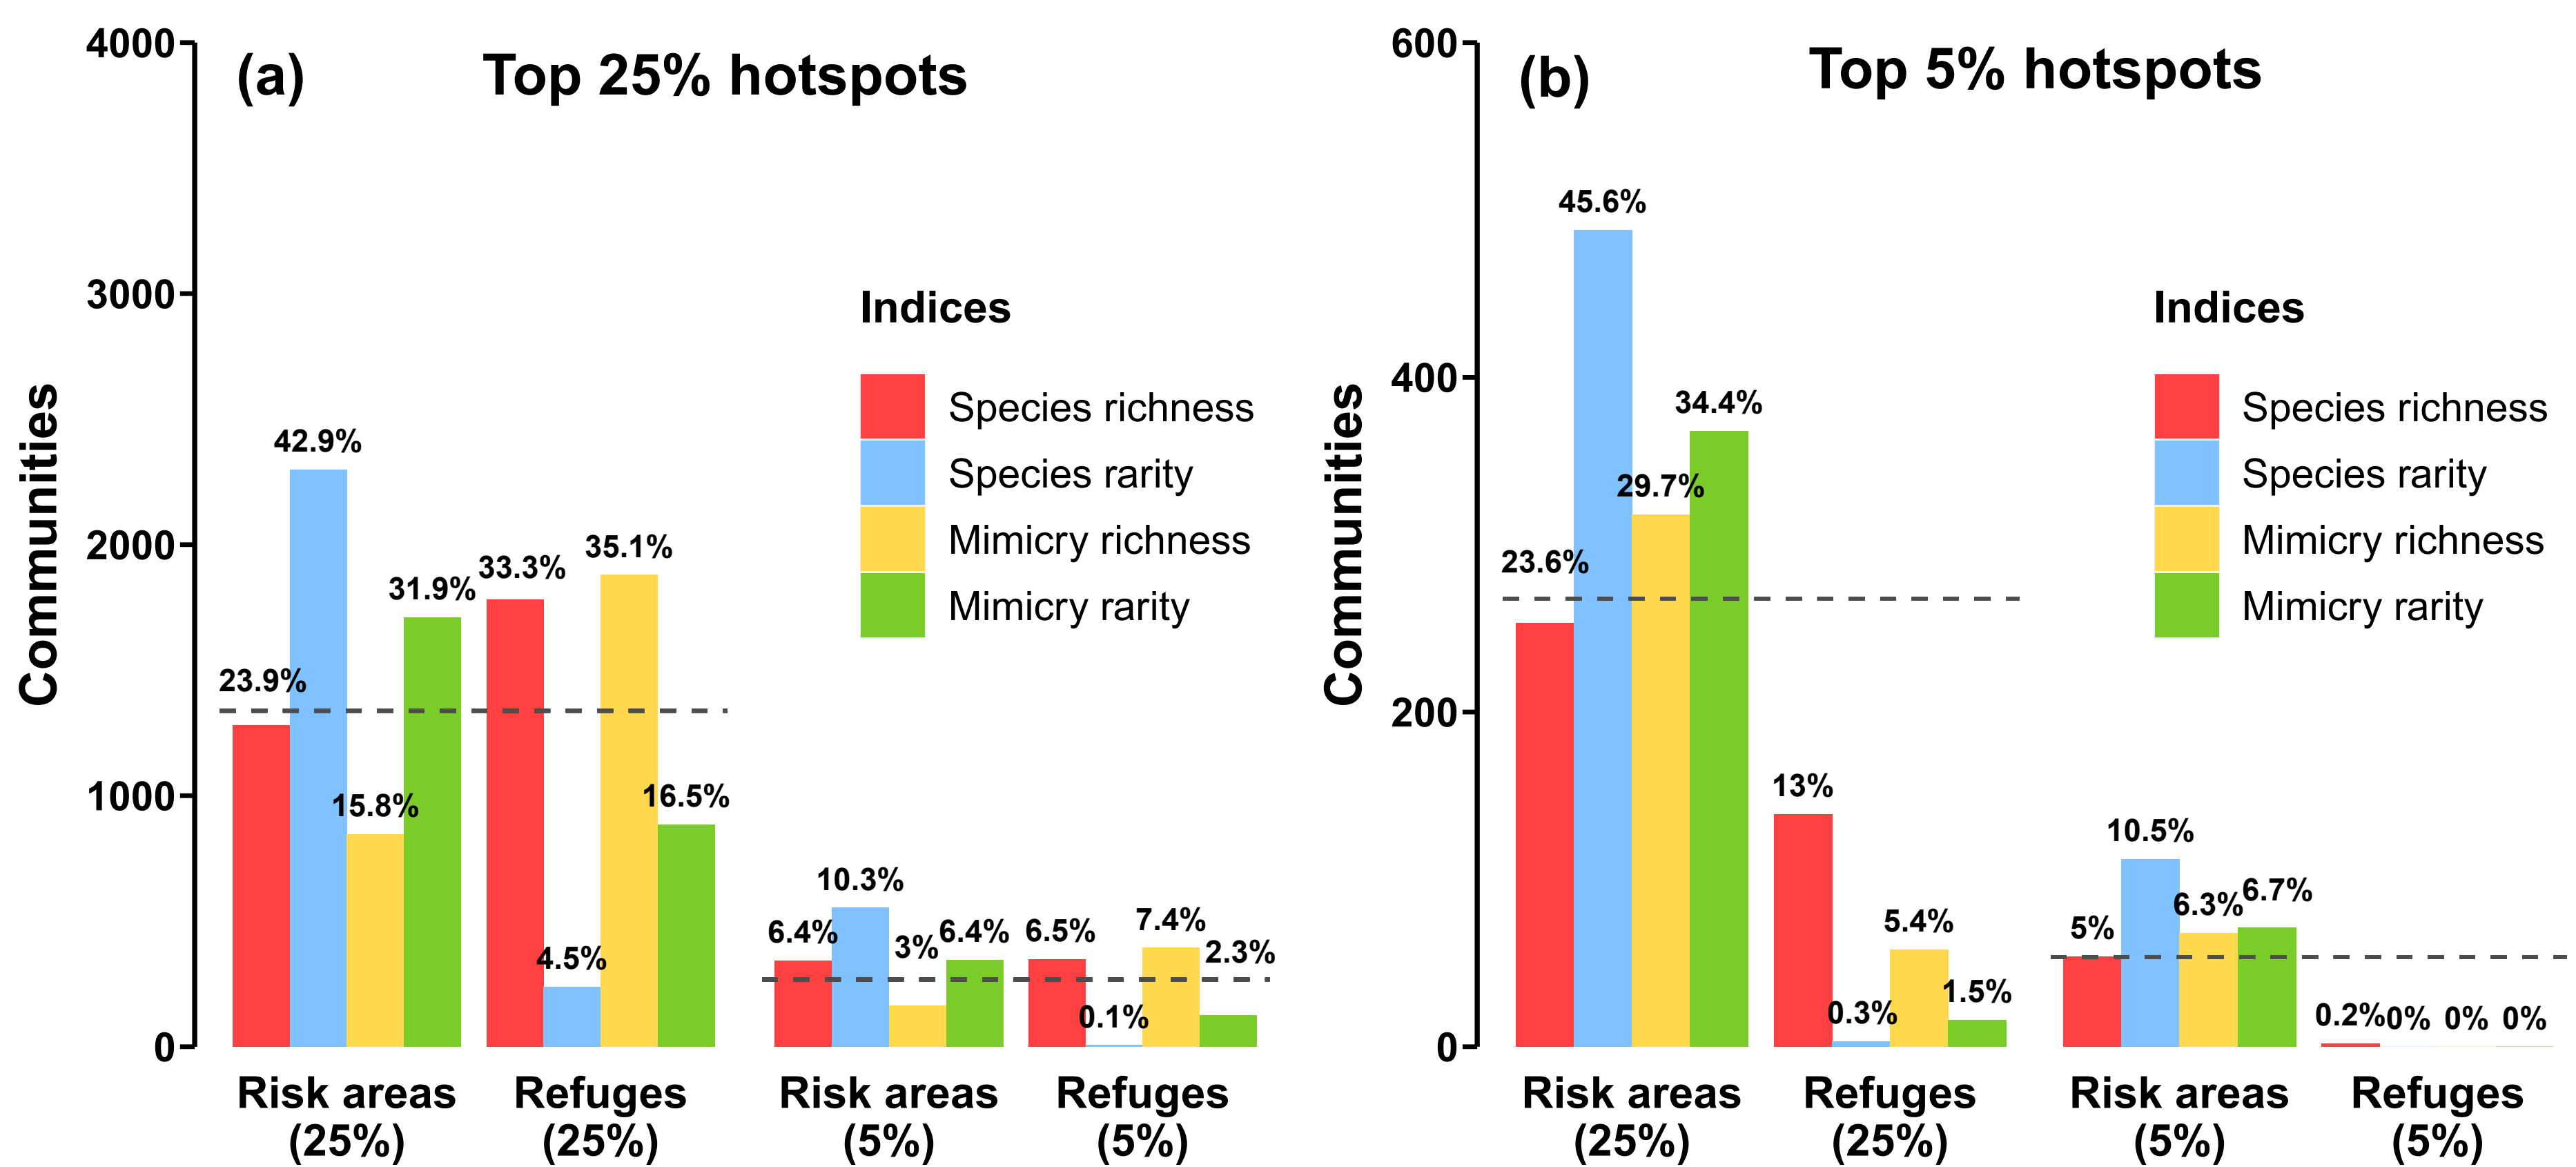 (a)
Top 25% hotspots
4000
3000
2000
1000
0
Communities
23.9%
42.9%
15.8%
31.9%
33.3%
4.5%
35.1%
16.5%
6.4%
10.3%
3%
6.4%
6.5%
0.1%
7.4%
2.3%
Indices
Species richness
Species rarity
Mimicry richness
Mimicry rarity
Risk areas
(25%)
Refuges
(25%)
Risk areas
(5%)
Refuges
(5%)
(b)
Top 5% hotspots
600
400
200
0
Communities
23.6%
45.6%
29.7%
34.4%
13%
0.3%
5.4%
1.5%
5%
10.5%
6.3%
6.7%
0.2%
0%
0%
0%
Indices
Species richness
Species rarity
Mimicry richness
Mimicry rarity
Risk areas
(25%)
Refuges
(25%)
Risk areas
(5%)
Refuges
(5%)